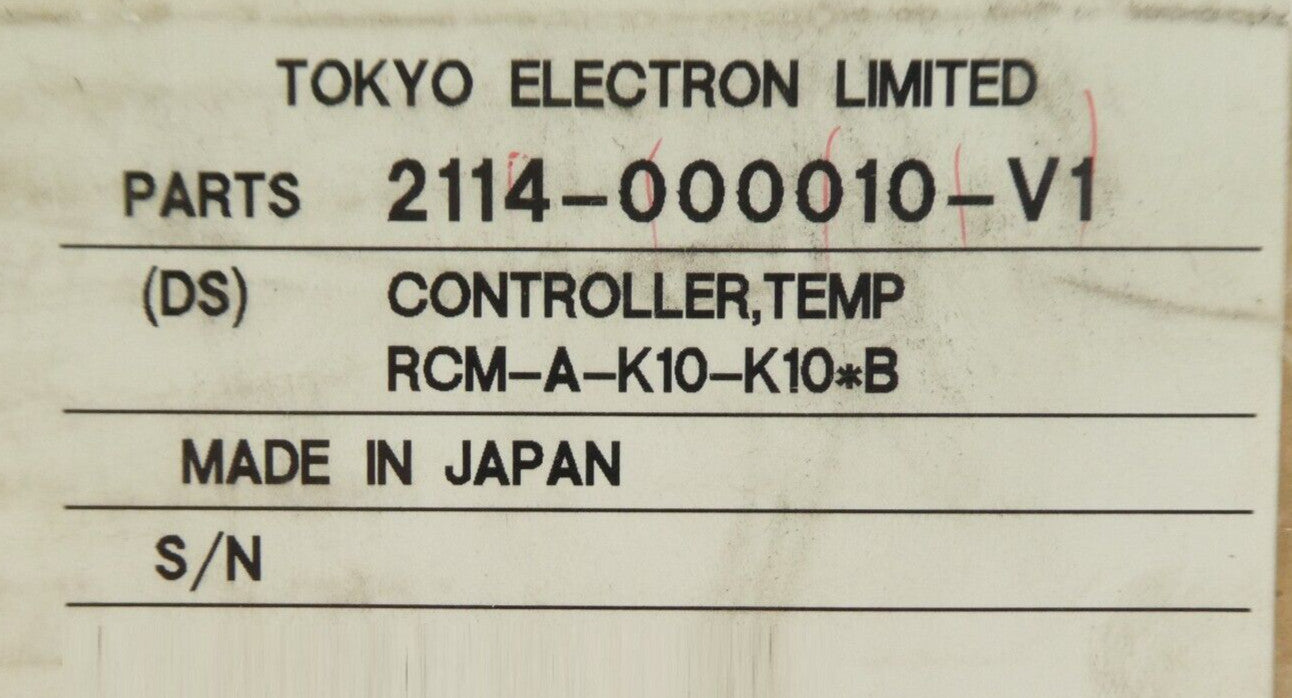 TOKYO ELECTRON LIMITED
PARTS 2114-000010-V1
(DS) CONTROLLER,TEMP
RCM-A-K10-K10*B
MADE IN JAPAN
S/N